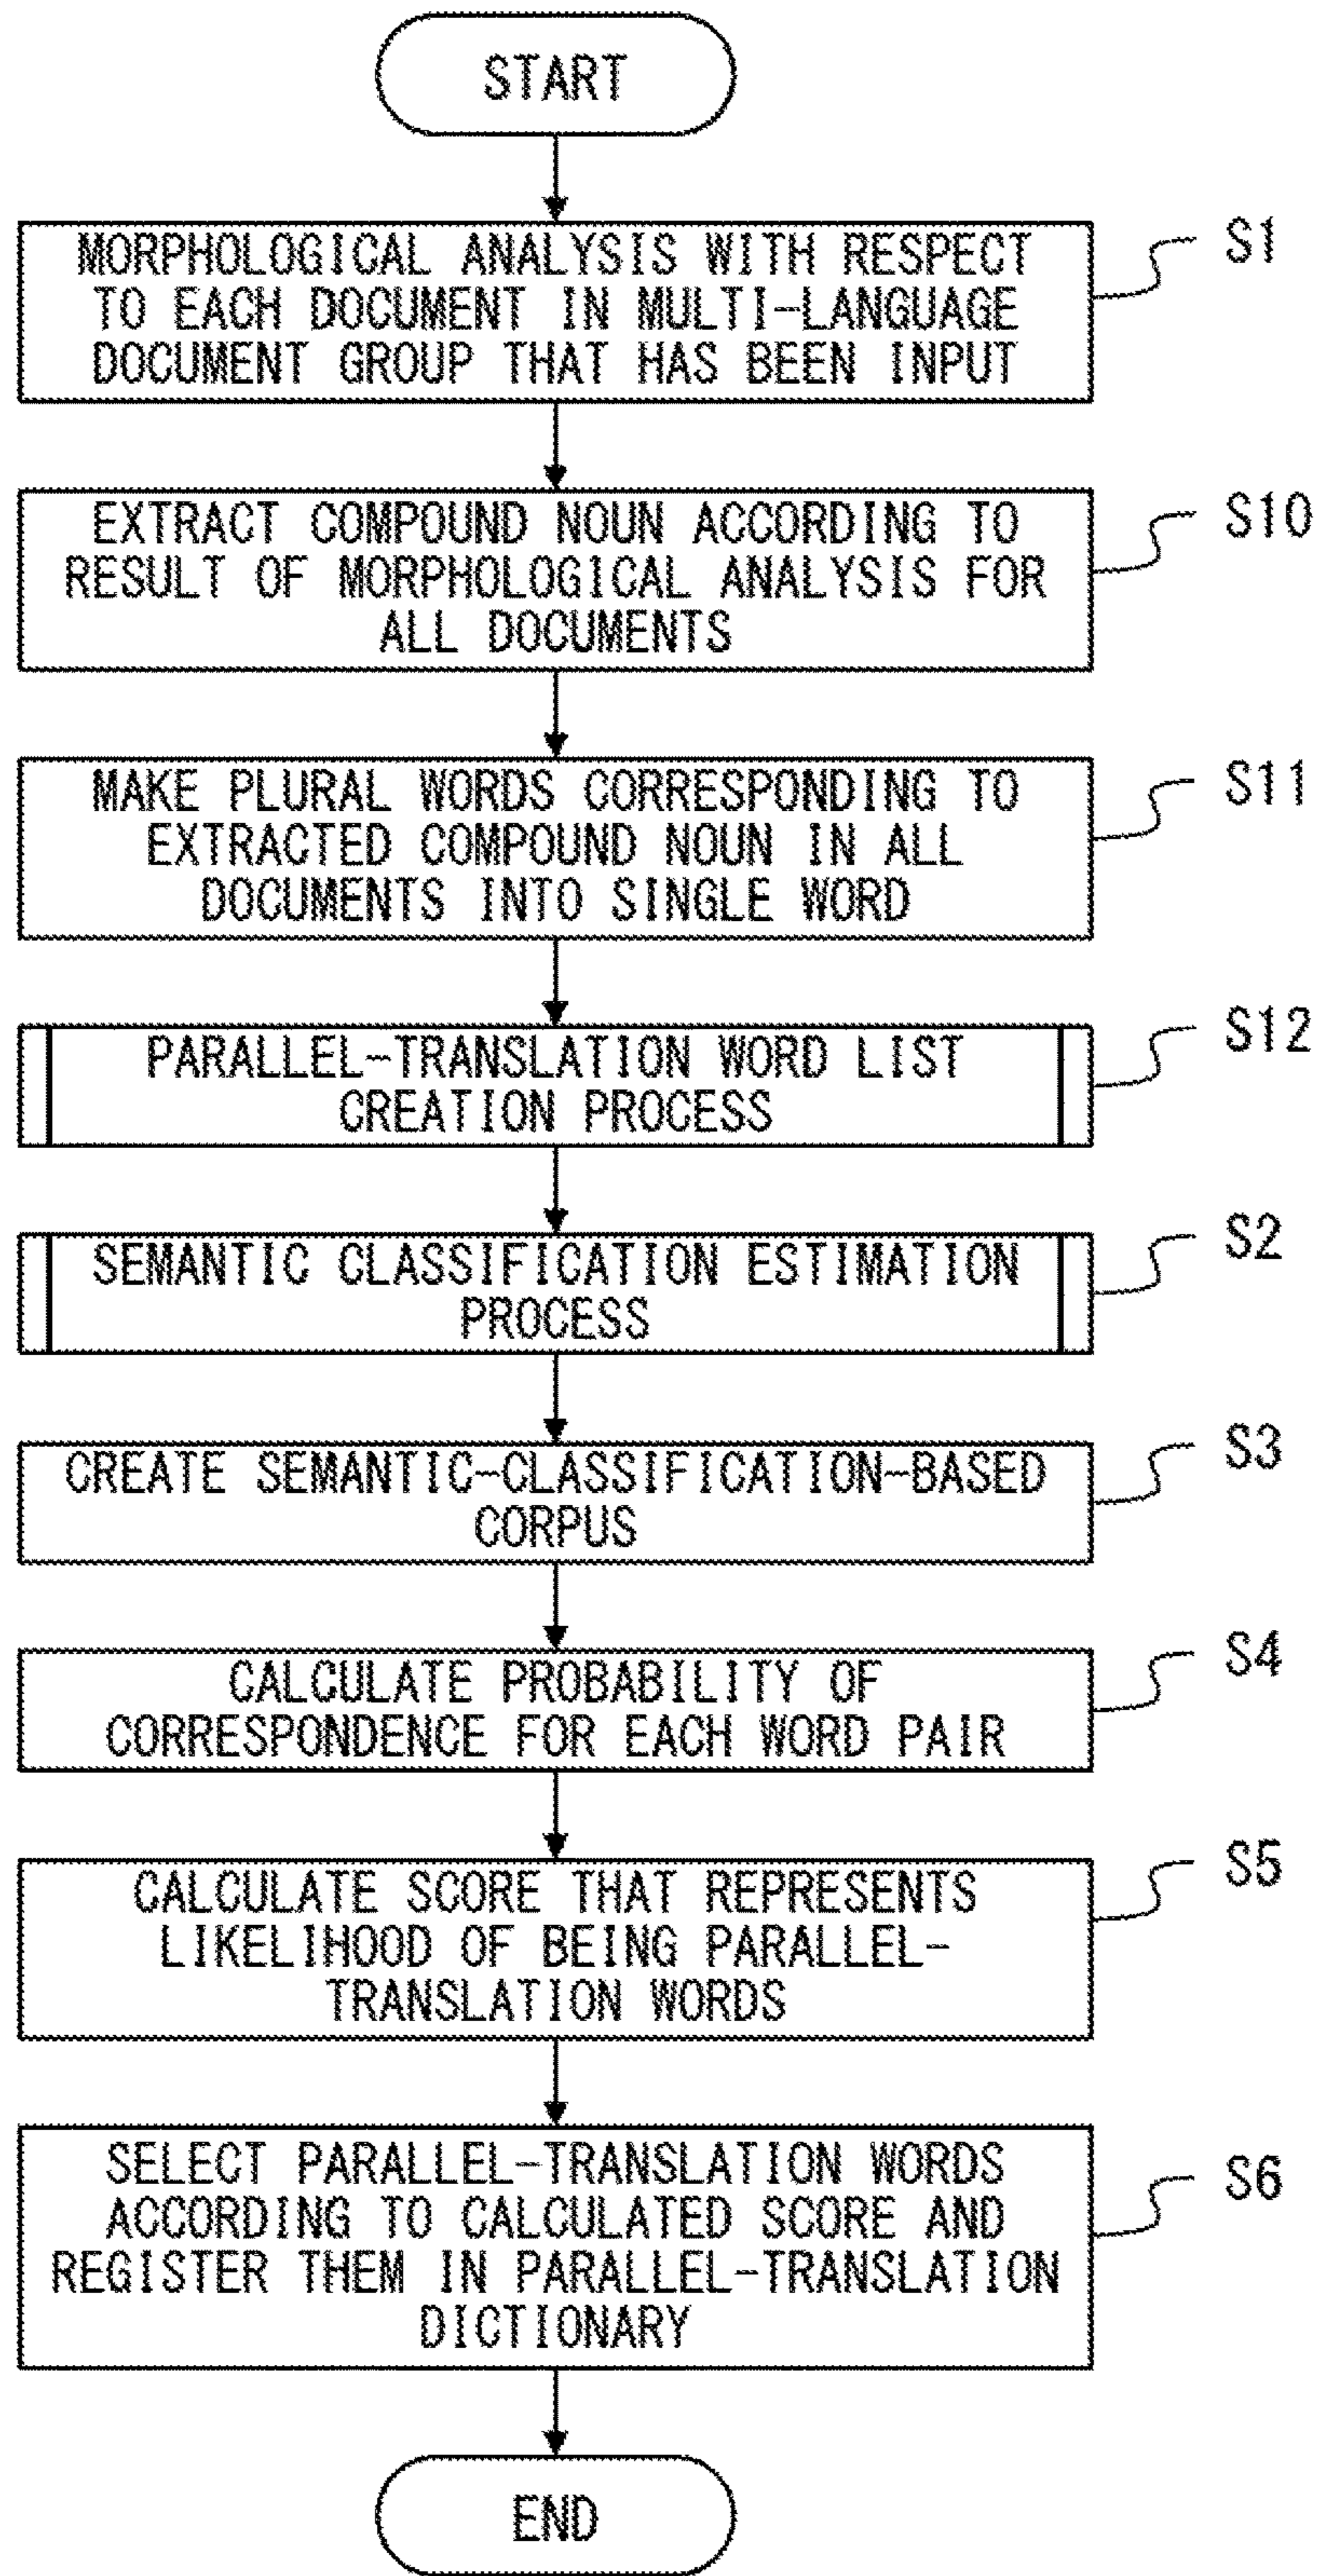 START
MORPHOLOGICAL ANALYSIS WITH RESPECT
TO EACH DOCUMENT IN MULTI-LANGUAGE
DOCUMENT GROUP THAT HAS BEEN INPUT
S1
EXTRACT COMPOUND NOUN ACCORDING TO
RESULT OF MORPHOLOGICAL ANALYSIS FOR
ALL DOCUMENTS
S10
MAKE PLURAL WORDS CORRESPONDING TO
EXTRACTED COMPOUND NOUN IN ALL
DOCUMENTS INTO SINGLE WORD
S11
PARALLEL-TRANSLATION WORD LIST
CREATION PROCESS
S12
SEMANTIC CLASSIFICATION ESTIMATION
PROCESS
S2
CREATE SEMANTIC-CLASSIFICATION-BASED
CORPUS
S3
CALCULATE PROBABILITY OF
CORRESPONDENCE FOR EACH WORD PAIR
S4
CALCULATE SCORE THAT REPRESENTS
LIKELIHOOD OF BEING PARALLEL-
TRANSLATION WORDS
S5
SELECT PARALLEL-TRANSLATION WORDS
ACCORDING TO CALCULATED SCORE AND
REGISTER THEM IN PARALLEL-TRANSLATION
DICTIONARY
S6
END